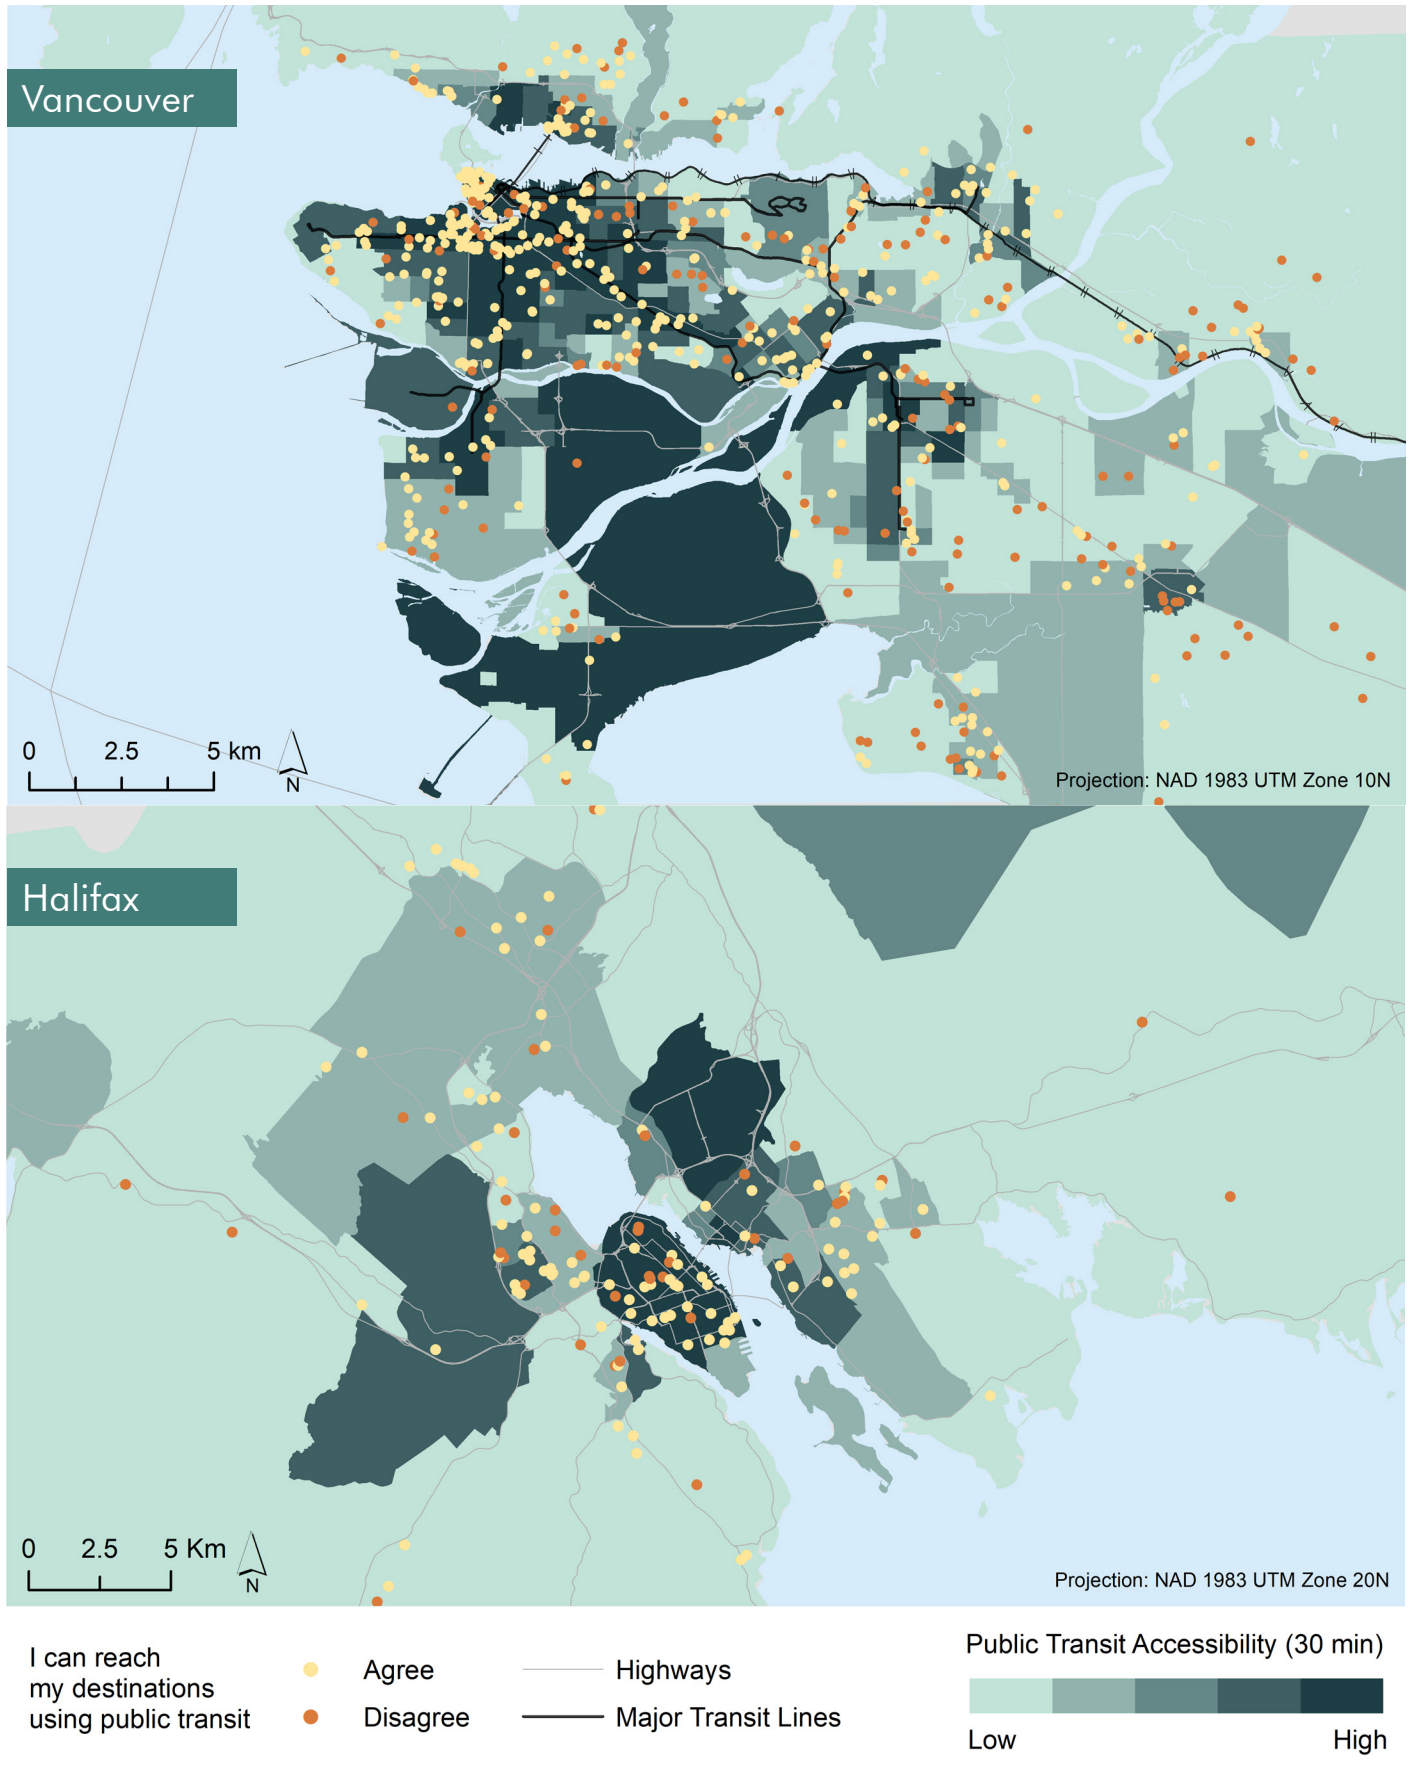 Vancouver
0 2.5 5 km
N
Projection: NAD 1983 UTM Zone 10N
Halifax
0 2.5 5 Km
N
Projection: NAD 1983 UTM Zone 20N
I can reach
my destinations
using public transit
Agree
Disagree
Highways
Major Transit Lines
Public Transit Accessibility (30 min)
Low High